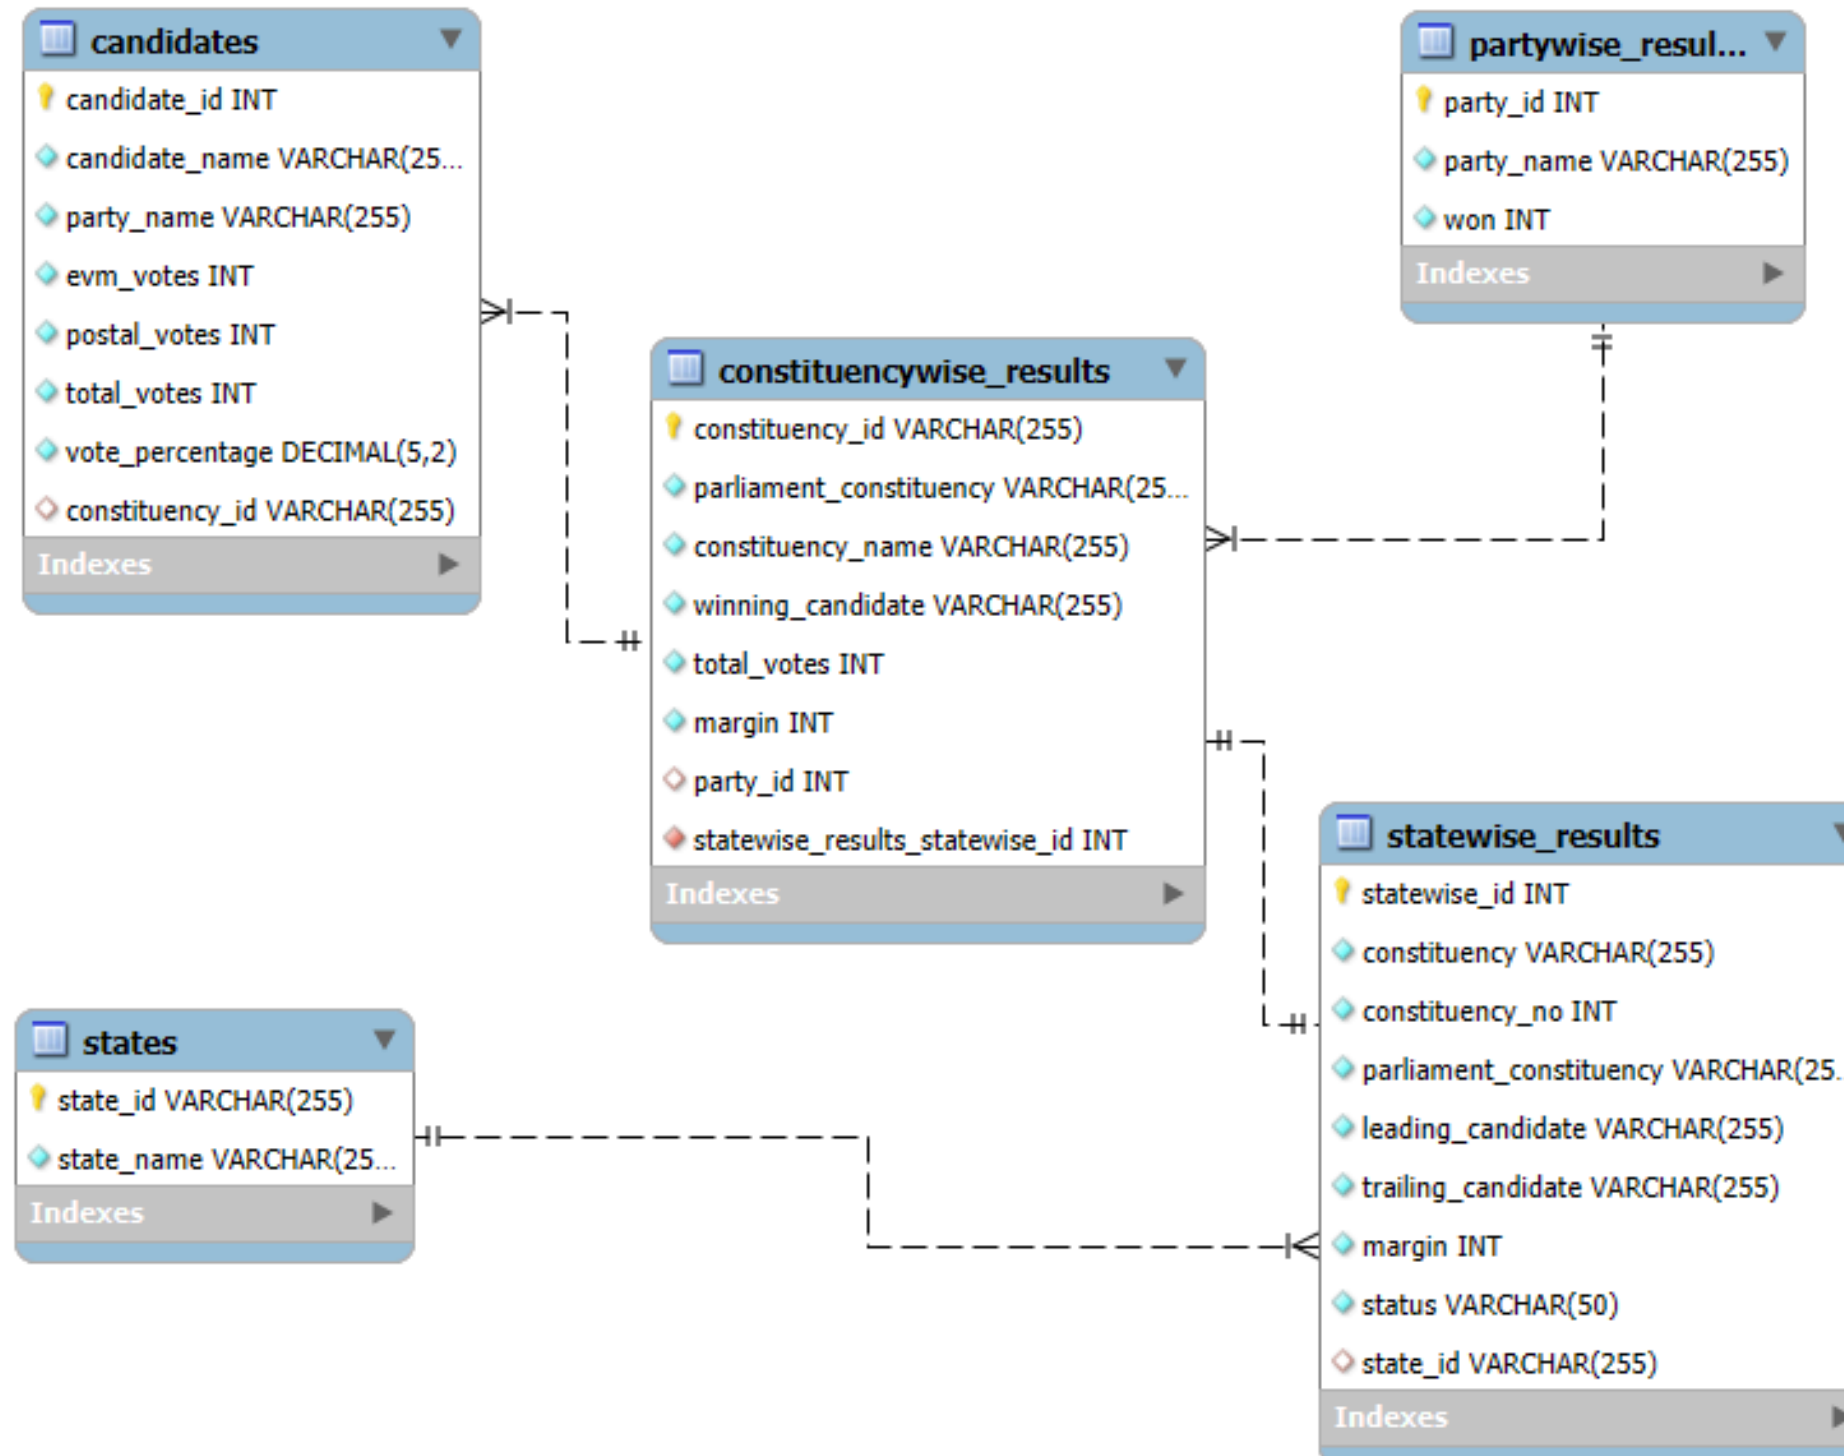 candidates
candidate_id INT
candidate_name VARCHAR(25...
party_name VARCHAR(255)
evm_votes INT
postal_votes INT
total_votes INT
vote_percentage DECIMAL(5,2)
constituency_id VARCHAR(255)
Indexes
partywise_resul...
party_id INT
party_name VARCHAR(255)
won INT
Indexes
constituencywise_results
constituency_id VARCHAR(255)
parliament_constituency VARCHAR(25...
constituency_name VARCHAR(255)
winning_candidate VARCHAR(255)
total_votes INT
margin INT
party_id INT
statewise_results_statewise_id INT
Indexes
statewise_results
statewise_id INT
constituency VARCHAR(255)
constituency_no INT
parliament_constituency VARCHAR(25.
leading_candidate VARCHAR(255)
trailing_candidate VARCHAR(255)
margin INT
status VARCHAR(50)
state_id VARCHAR(255)
Indexes
states
state_id VARCHAR(255)
state_name VARCHAR(25...
Indexes